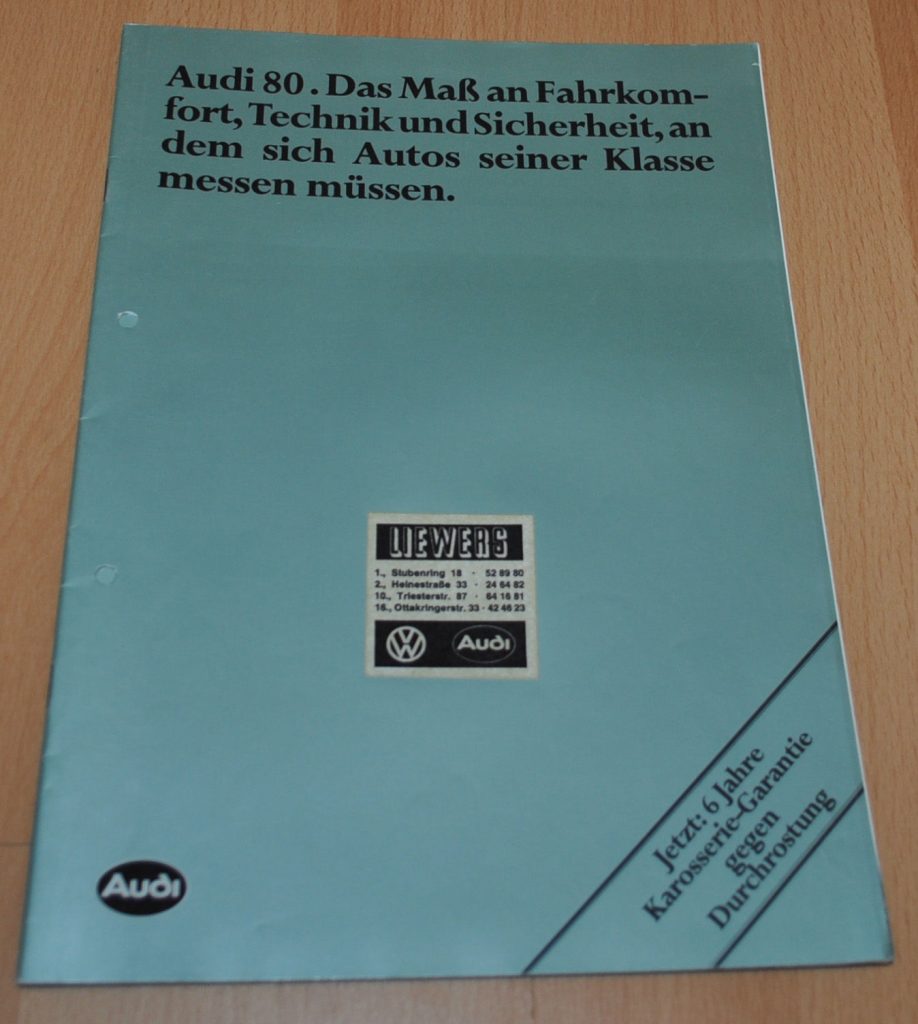 Audi 80. Das Maß an Fahrkom-
fort, Technik und Sicherheit, an
dem sich Autos seiner Klasse
messen müssen.
LIEWERS
1., Stubenring 18 · 52 89 80
2., Heinestraße 33 · 24 64 82
10., Triesterstr. 87 · 64 16 81
16., Ottakringerstr. 33 · 42 46 23
VW Audi
Jetzt: 6 Jahre
Karosserie-Garantie
gegen
Durchrostung
Audi